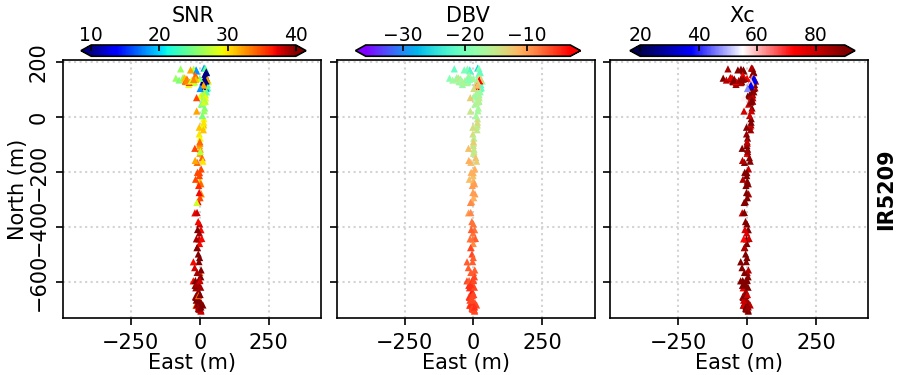 SNR DBV Xc
10 20 30 40 −30 −20 −10 20 40 60 80
200
0
−200
−400
−600
North (m)
IR5209
−250 0 250 −250 0 250 −250 0 250
East (m) East (m) East (m)